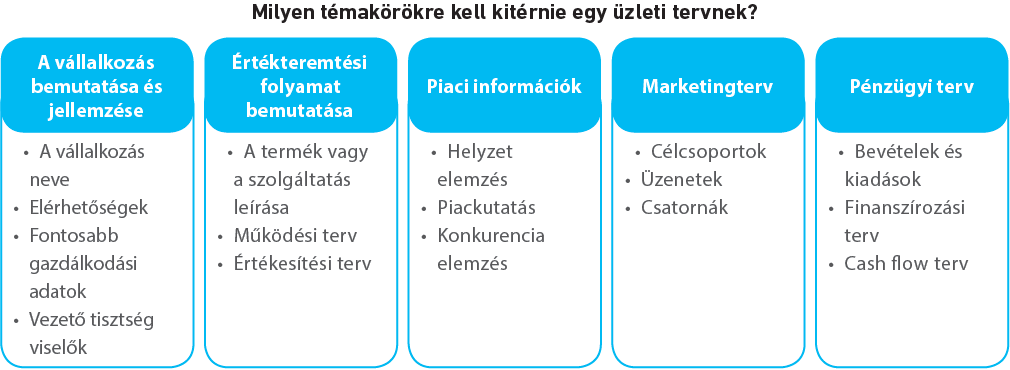 Milyen témakörökre kell kitérnie egy üzleti tervnek?
A vállalkozás
bemutatása és
jellemzése
• A vállalkozás
neve
• Elérhetőségek
• Fontosabb
gazdálkodási
adatok
• Vezető tisztség
viselők
Értékteremtési
folyamat
bemutatása
• A termék vagy
a szolgáltatás
leírása
• Működési terv
• Értékesítési terv
Piaci információk
• Helyzet
elemzés
• Piackutatás
• Konkurencia
elemzés
Marketingterv
• Célcsoportok
• Üzenetek
• Csatornák
Pénzügyi terv
• Bevételek és
kiadások
• Finanszírozási
terv
• Cash flow terv